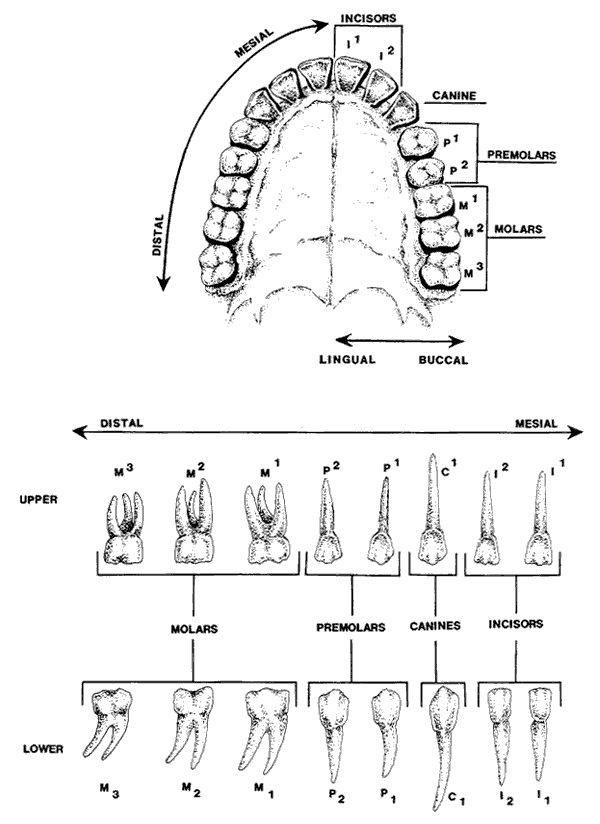 INCISORS
MESIAL
I¹ I²
CANINE
P¹
PREMOLARS
P²
M¹
DISTAL
M² MOLARS
M³
LINGUAL BUCCAL
DISTAL MESIAL
M³ M² M¹ P² P¹ C¹ I² I¹
UPPER
MOLARS PREMOLARS CANINES INCISORS
LOWER
M₃ M₂ M₁ P₂ P₁ C₁ I₂ I₁